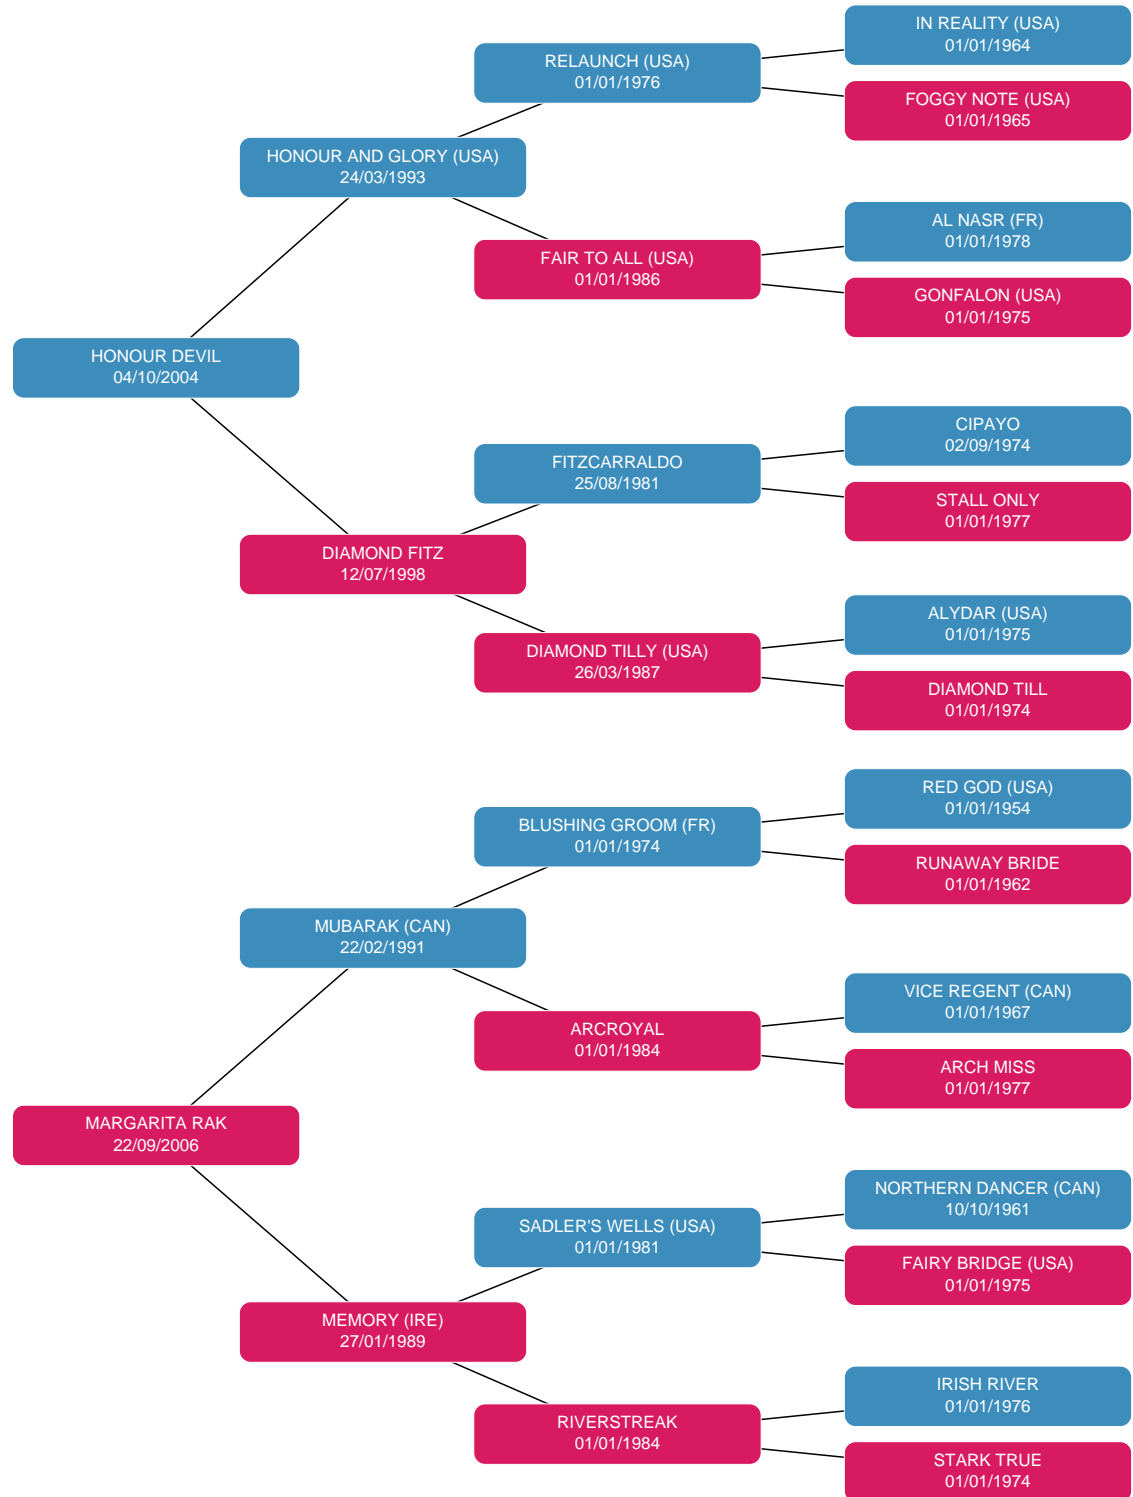 IN REALITY (USA)
01/01/1964
RELAUNCH (USA)
01/01/1976
FOGGY NOTE (USA)
01/01/1965
HONOUR AND GLORY (USA)
24/03/1993
AL NASR (FR)
01/01/1978
FAIR TO ALL (USA)
01/01/1986
GONFALON (USA)
01/01/1975
HONOUR DEVIL
04/10/2004
CIPAYO
02/09/1974
FITZCARRALDO
25/08/1981
STALL ONLY
01/01/1977
DIAMOND FITZ
12/07/1998
ALYDAR (USA)
01/01/1975
DIAMOND TILLY (USA)
26/03/1987
DIAMOND TILL
01/01/1974
RED GOD (USA)
01/01/1954
BLUSHING GROOM (FR)
01/01/1974
RUNAWAY BRIDE
01/01/1962
MUBARAK (CAN)
22/02/1991
VICE REGENT (CAN)
01/01/1967
ARCROYAL
01/01/1984
ARCH MISS
01/01/1977
MARGARITA RAK
22/09/2006
NORTHERN DANCER (CAN)
10/10/1961
SADLER'S WELLS (USA)
01/01/1981
FAIRY BRIDGE (USA)
01/01/1975
MEMORY (IRE)
27/01/1989
IRISH RIVER
01/01/1976
RIVERSTREAK
01/01/1984
STARK TRUE
01/01/1974